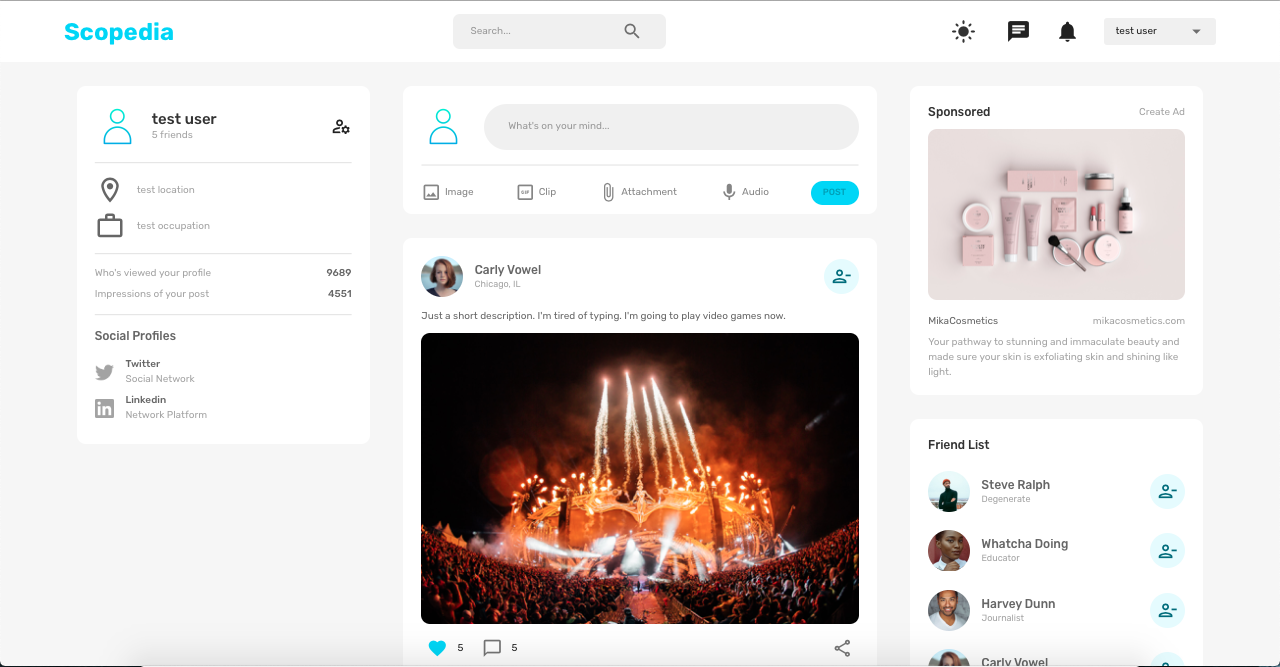 Scopedia
Search...
test user
test user
5 friends
test location
test occupation
Who's viewed your profile 9689
Impressions of your post 4551
Social Profiles
Twitter
Social Network
Linkedin
Network Platform
What's on your mind...
Image
GIF
Clip
Attachment
Audio
POST
Carly Vowel
Chicago, IL
Just a short description. I'm tired of typing. I'm going to play video games now.
5
5
Sponsored Create Ad
MikaCosmetics mikacosmetics.com
Your pathway to stunning and immaculate beauty and
made sure your skin is exfoliating skin and shining like
light.
Friend List
Steve Ralph
Degenerate
Whatcha Doing
Educator
Harvey Dunn
Journalist
Carly Vowel